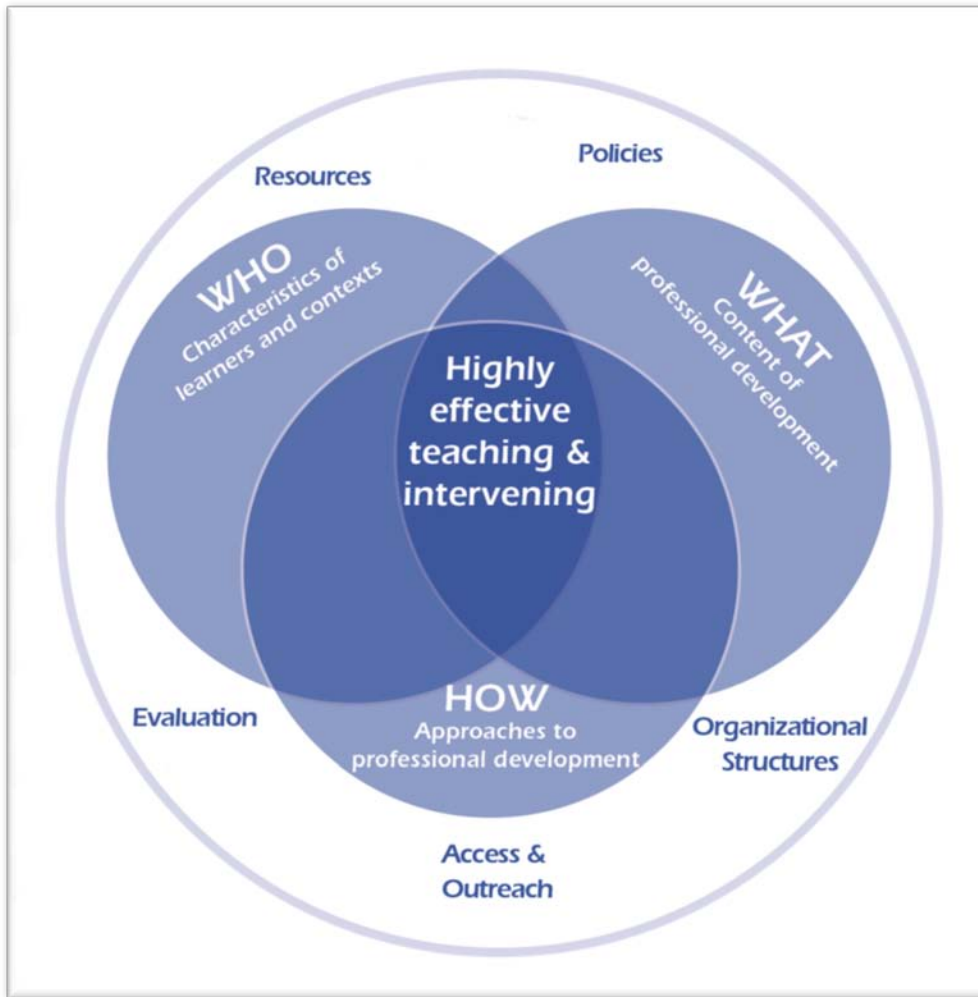 Resources
Policies
WHO
Characteristics of
learners and contexts
WHAT
Content of
professional development
Highly
effective
teaching &
intervening
HOW
Approaches to
professional development
Evaluation
Organizational
Structures
Access &
Outreach